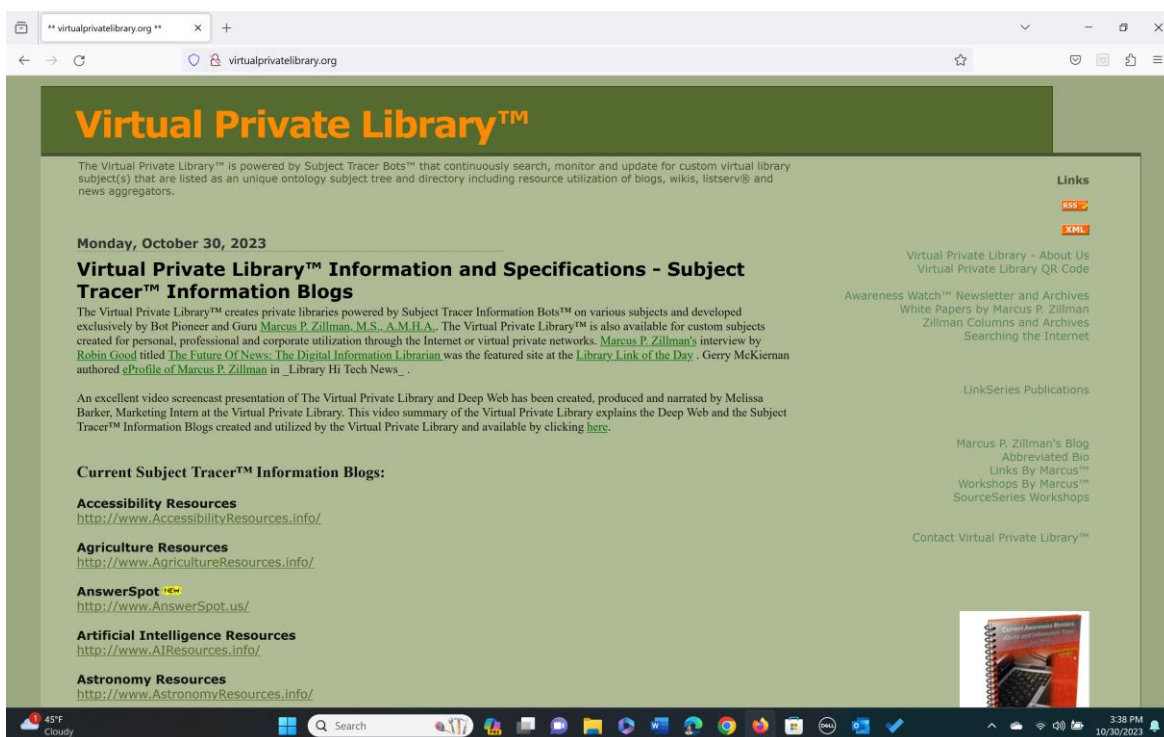 ** virtualprivatelibrary.org **
virtualprivatelibrary.org
Virtual Private Library™
The Virtual Private Library™ is powered by Subject Tracer Bots™ that continuously search, monitor and update for custom virtual library
subject(s) that are listed as an unique ontology subject tree and directory including resource utilization of blogs, wikis, listserv® and
news aggregators.
Monday, October 30, 2023
Virtual Private Library™ Information and Specifications - Subject
Tracer™ Information Blogs
The Virtual Private Library™ creates private libraries powered by Subject Tracer Information Bots™ on various subjects and developed
exclusively by Bot Pioneer and Guru Marcus P. Zillman, M.S., A.M.H.A.. The Virtual Private Library™ is also available for custom subjects
created for personal, professional and corporate utilization through the Internet or virtual private networks. Marcus P. Zillman's interview by
Robin Good titled The Future Of News: The Digital Information Librarian was the featured site at the Library Link of the Day . Gerry McKiernan
authored eProfile of Marcus P. Zillman in _Library Hi Tech News_ .
An excellent video screencast presentation of The Virtual Private Library and Deep Web has been created, produced and narrated by Melissa
Barker, Marketing Intern at the Virtual Private Library. This video summary of the Virtual Private Library explains the Deep Web and the Subject
Tracer™ Information Blogs created and utilized by the Virtual Private Library and available by clicking here.
Current Subject Tracer™ Information Blogs:
Accessibility Resources
http://www.AccessibilityResources.info/
Agriculture Resources
http://www.AgricultureResources.info/
AnswerSpot NEW
http://www.AnswerSpot.us/
Artificial Intelligence Resources
http://www.AIResources.info/
Astronomy Resources
http://www.AstronomyResources.info/
Links
RSS
XML
Virtual Private Library - About Us
Virtual Private Library QR Code
Awareness Watch™ Newsletter and Archives
White Papers by Marcus P. Zillman
Zillman Columns and Archives
Searching the Internet
LinkSeries Publications
Marcus P. Zillman's Blog
Abbreviated Bio
Links By Marcus™
Workshops By Marcus™
SourceSeries Workshops
Contact Virtual Private Library™
Current Awareness Monitors,
1
45°F
Cloudy
Search
DELL
3:38 PM
10/30/2023